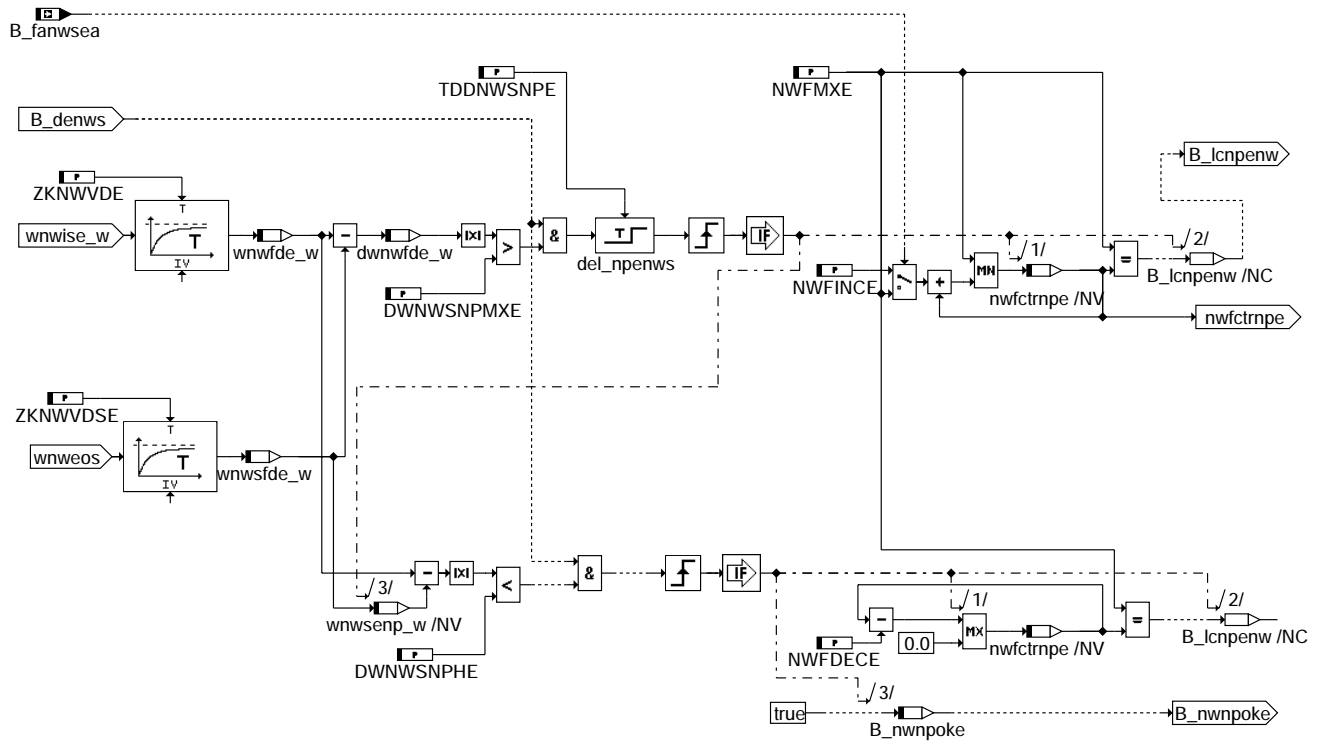 B_fanwsea
P
TDDNWSNPE
P
NWFMXE
B_denws
B_lcnpenw
P
ZKNWVDE
T
T
IV
wnwise_w
wnwfde_w
-
dwnwfde_w
|x|
>
&
T
del_npenws
IF
/1/
/2/
=
B_lcnpenw /NC
P
DWNWSNPMXE
P
NWFINCE
+
MN
nwfctrnpe /NV
nwfctrnpe
P
ZKNWVDSE
T
T
IV
wnweos
wnwsfde_w
-
|x|
<
&
IF
/3/
wnwsenp_w /NV
P
DWNWSNPHE
/1/
/2/
-
P
NWFDECE
0.0
MX
nwfctrnpe /NV
=
B_lcnpenw /NC
/3/
true
B_nwnpoke
B_nwnpoke